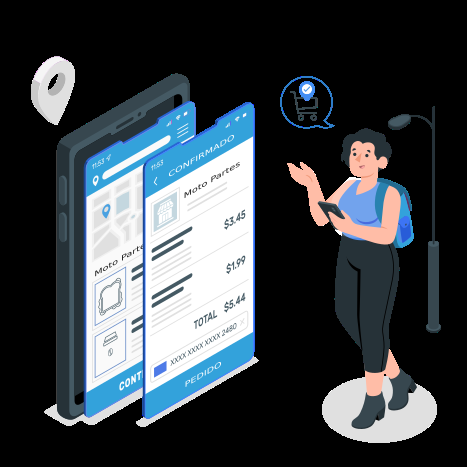 11:53
Moto Partes
CONT
11:53
CONFIRMADO
Moto Partes
$3.45
$1.99
TOTAL $5.44
XXXX XXXX XXXX 2480
PEDIDO